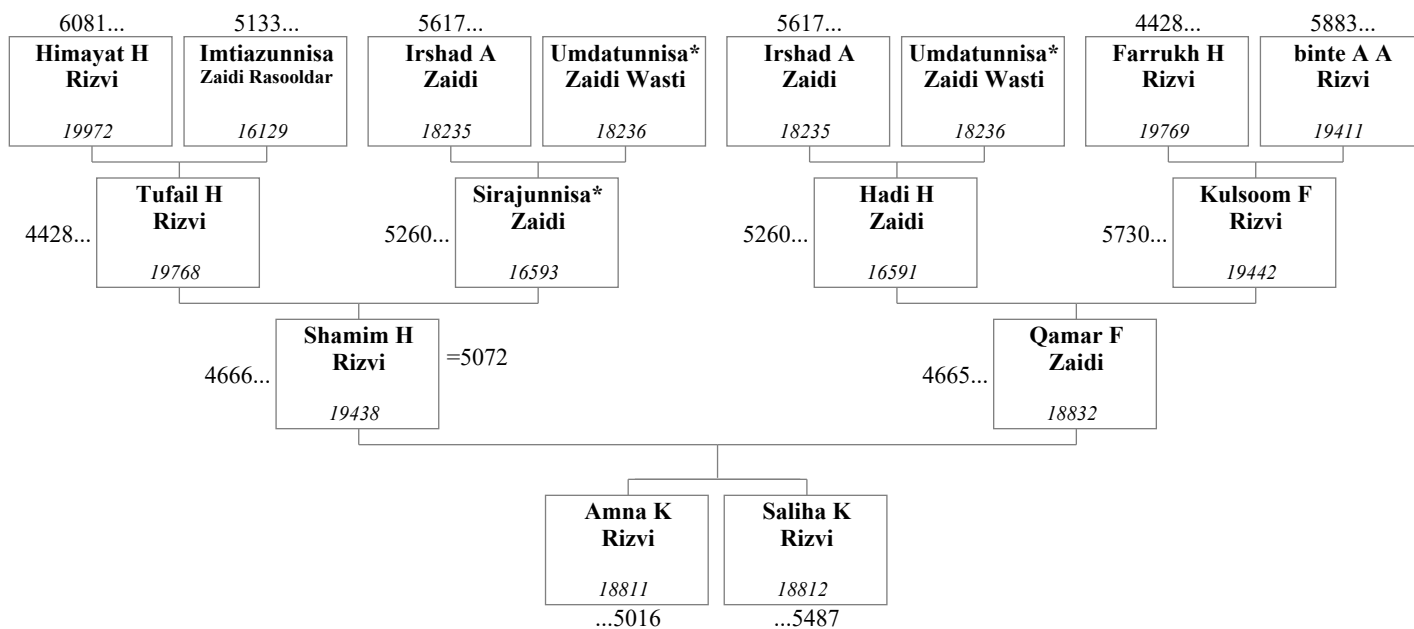 6081... 5133... 5617... 5617... 4428... 5883...
Himayat H Imtiazunnisa Irshad A Umdatunnisa* Irshad A Umdatunnisa* Farrukh H binte A A
Rizvi Zaidi Rasooldar Zaidi Zaidi Wasti Zaidi Zaidi Wasti Rizvi Rizvi
19972 16129 18235 18236 18235 18236 19769 19411
Tufail H Sirajunnisa* Hadi H Kulsoom F
Rizvi Zaidi Zaidi Rizvi
4428... 5260... 5260... 5730...
19768 16593 16591 19442
Shamim H Qamar F
Rizvi =5072 Zaidi
4666... 4665...
19438 18832
Amna K Saliha K
Rizvi Rizvi
18811 18812
...5016 ...5487